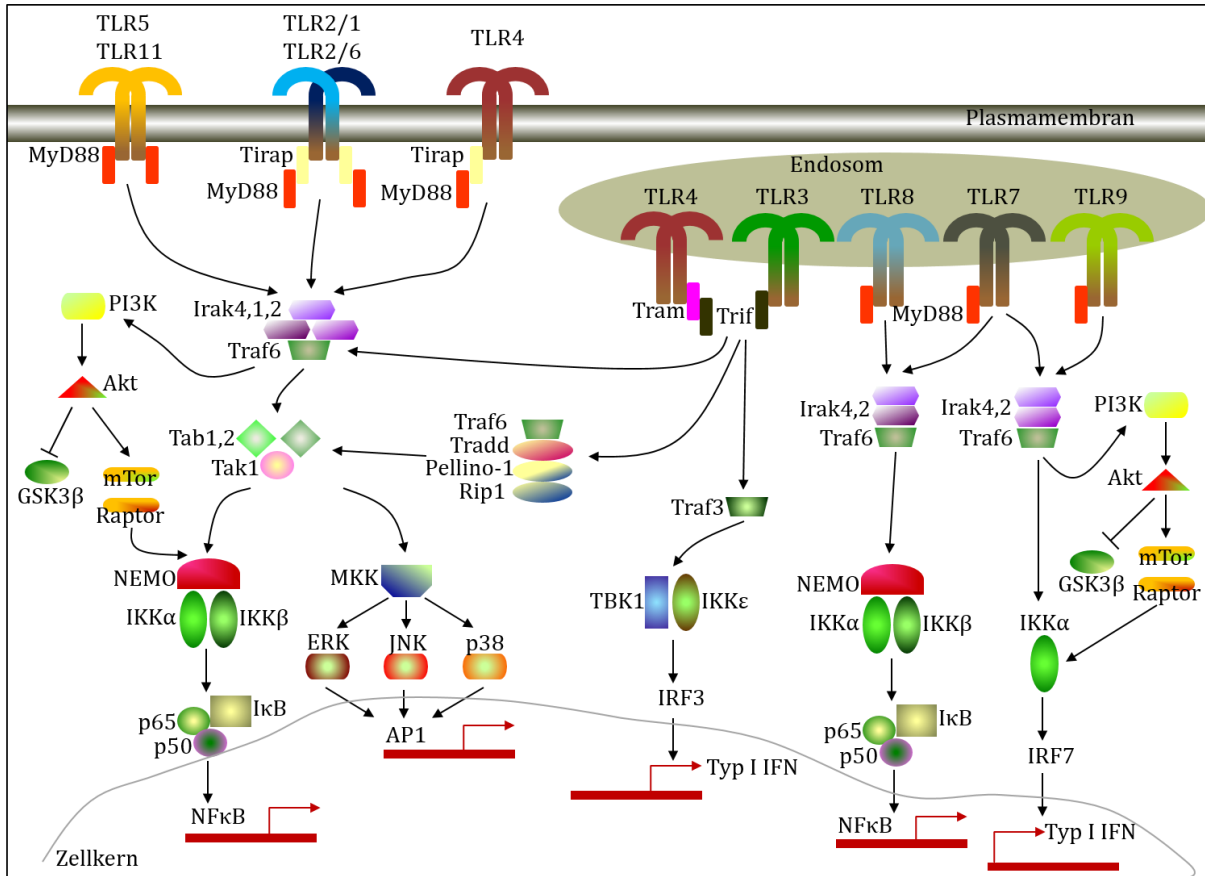 TLR5
TLR11
TLR2/1
TLR2/6
TLR4
Plasmamembran
MyD88
Tirap
MyD88
Tirap
MyD88
Endosom
TLR4
TLR3
TLR8
TLR7
TLR9
Tram
Trif
MyD88
PI3K
Irak4,1,2
Traf6
Akt
GSK3β
mTor
Raptor
Tab1,2
Tak1
Traf6
Tradd
Pellino-1
Rip1
Traf3
Irak4,2
Traf6
Irak4,2
Traf6
PI3K
Akt
GSK3β
mTor
Raptor
NEMO
IKKα
IKKβ
MKK
ERK
JNK
p38
TBK1
IKKε
NEMO
IKKα
IKKβ
IKKα
IκB
p65
p50
AP1
IRF3
Typ I IFN
IκB
p65
p50
IRF7
NFκB
NFκB
Typ I IFN
Zellkern